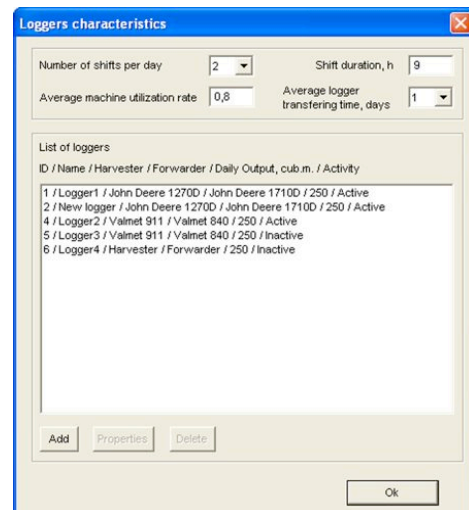 Loggers characteristics
Number of shifts per day 2 Shift duration, h 9
Average machine utilization rate 0,8 Average logger
transfering time, days 1
List of loggers
ID / Name / Harvester / Forwarder / Daily Output, cub.m. / Activity
1 / Logger1 / John Deere 1270D / John Deere 1710D / 250 / Active
2 / New logger / John Deere 1270D / John Deere 1710D / 250 / Active
4 / Logger2 / Valmet 911 / Valmet 840 / 250 / Active
5 / Logger3 / Valmet 911 / Valmet 840 / 250 / Inactive
6 / Logger4 / Harvester / Forwarder / 250 / Inactive
Add Properties Delete
Ok